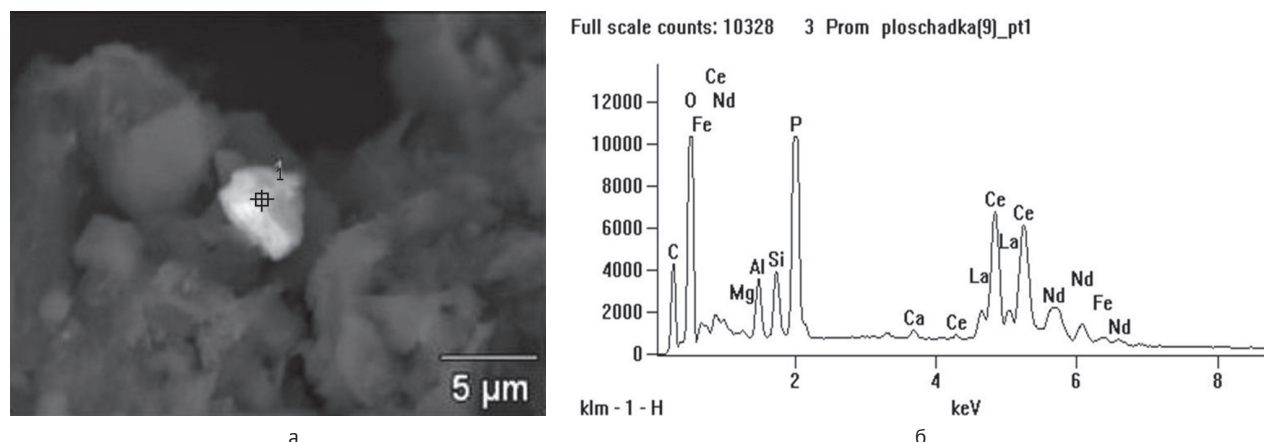 1
5 µm
а
Full scale counts: 10328 3 Prom ploschadka(9)_pt1
Ce
O Nd
Fe
P
C
Mg Al Si
Ca
Ce
La
Ce
La
Ce
Nd
Nd
Fe
Nd
12000
10000
8000
6000
4000
2000
0
2 4 6 8
klm - 1 - H keV
б